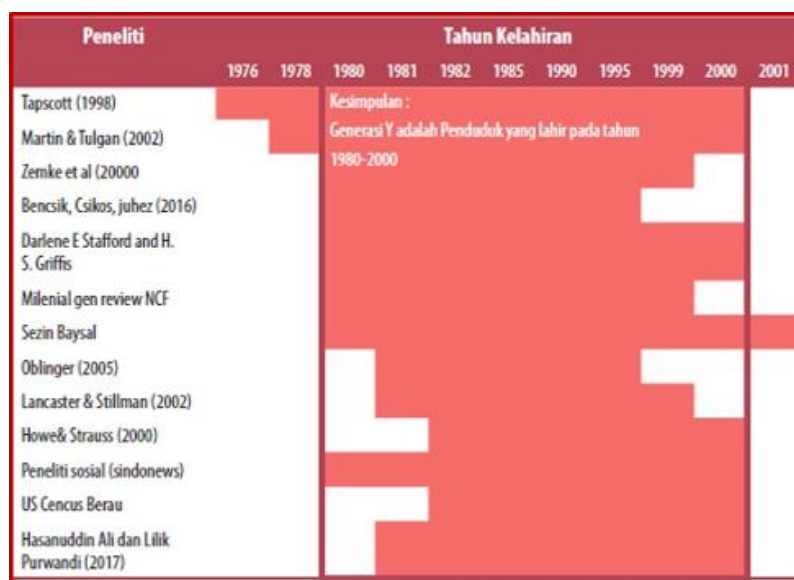 Peneliti
Tahun Kelahiran
1976 1978 1980 1981 1982 1985 1990 1995 1999 2000 2001
Tapscott (1998)
Kesimpulan :
Martin & Tulgan (2002)
Generasi Y adalah Penduduk yang lahir pada tahun
1980-2000
Zemke et al (20000
Bencsik, Csikos, juhez (2016)
Darlene E Stafford and H.
S. Griffis
Milenial gen review NCF
Sezin Baysal
Oblinger (2005)
Lancaster & Stillman (2002)
Howe& Strauss (2000)
Peneliti sosial (sindonews)
US Cencus Berau
Hasanuddin Ali dan Lilik
Purwandi (2017)